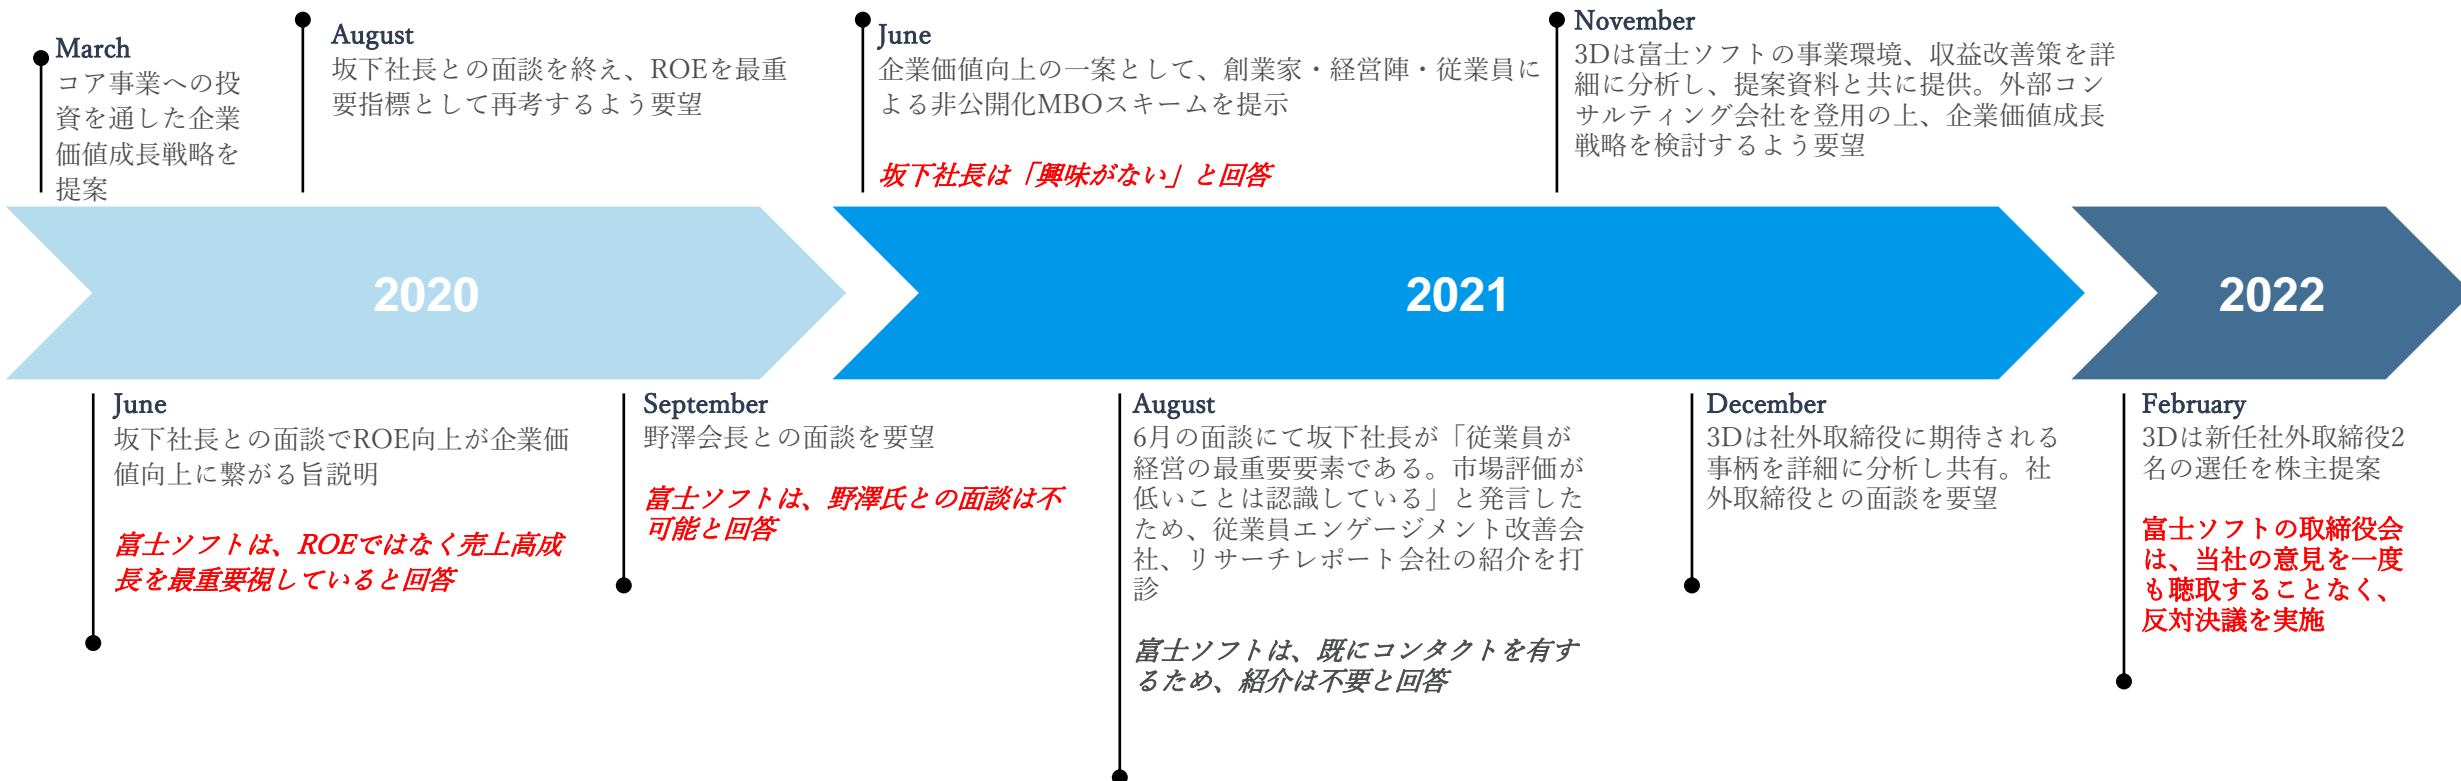 March
コア事業への投
資を通した企業
価値成長戦略を
提案
August
坂下社長との面談を終え、ROEを最重
要指標として再考するよう要望
June
企業価値向上の一案として、創業家・経営陣・従業員に
よる非公開化MBOスキームを提示
坂下社長は「興味がない」と回答
November
3Dは富士ソフトの事業環境、収益改善策を詳
細に分析し、提案資料と共に提供。外部コン
サルティング会社を登用の上、企業価値成長
戦略を検討するよう要望
2020
2021
2022
June
坂下社長との面談でROE向上が企業価
値向上に繋がる旨説明
富士ソフトは、ROEではなく売上高成
長を最重要視していると回答
September
野澤会長との面談を要望
富士ソフトは、野澤氏との面談は不
可能と回答
August
6月の面談にて坂下社長が「従業員が
経営の最重要要素である。市場評価が
低いことは認識している」と発言した
ため、従業員エンゲージメント改善会
社、リサーチレポート会社の紹介を打
診
富士ソフトは、既にコンタクトを有す
るため、紹介は不要と回答
December
3Dは社外取締役に期待される
事柄を詳細に分析し共有。社
外取締役との面談を要望
February
3Dは新任社外取締役2
名の選任を株主提案
富士ソフトの取締役会
は、当社の意見を一度
も聴取することなく、
反対決議を実施